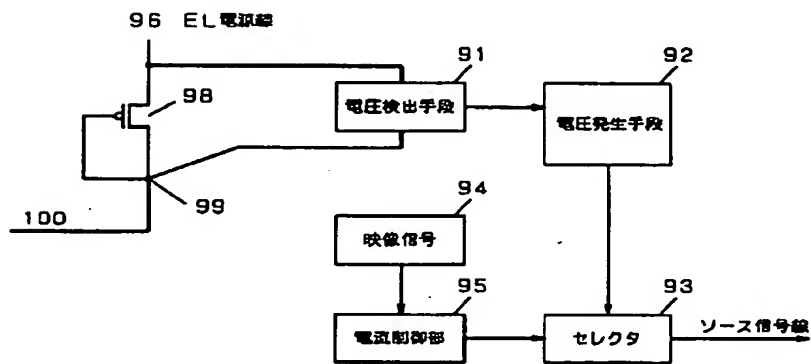 96 EL電源線
91
92
98
電圧検出手段
電圧発生手段
99
94
100
映像信号
95
93
電流制御部
セレクタ
ソース信号線